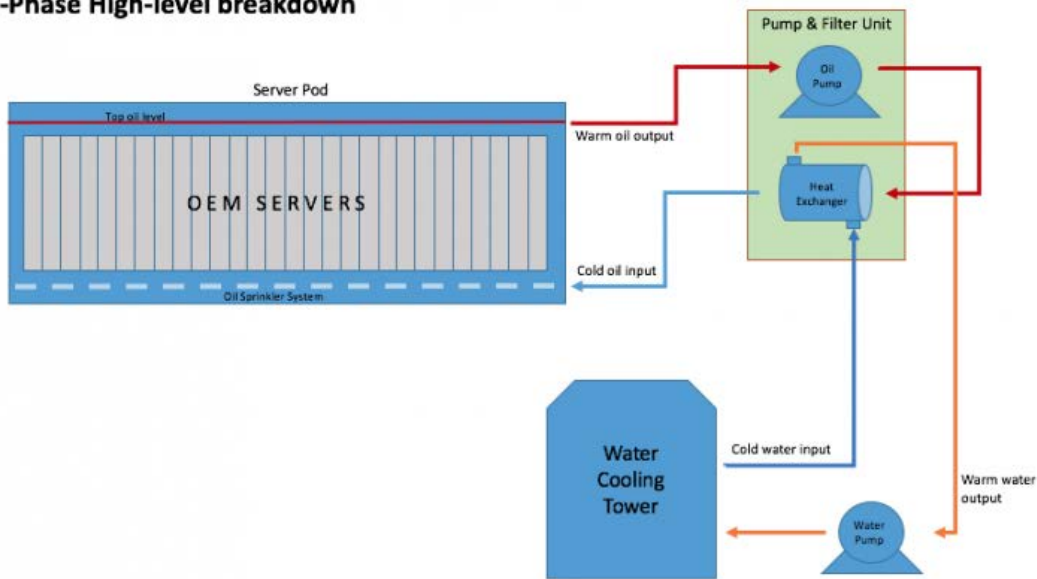 -Phase High-level breakdown
Pump & Filter Unit
Oil
Pump
Server Pod
Top oil level
Warm oil output
OEM SERVERS
Heat
Exchanger
Cold oil input
Oil Sprinkler System
Water
Cooling
Tower
Cold water input
Warm water
output
Water
Pump